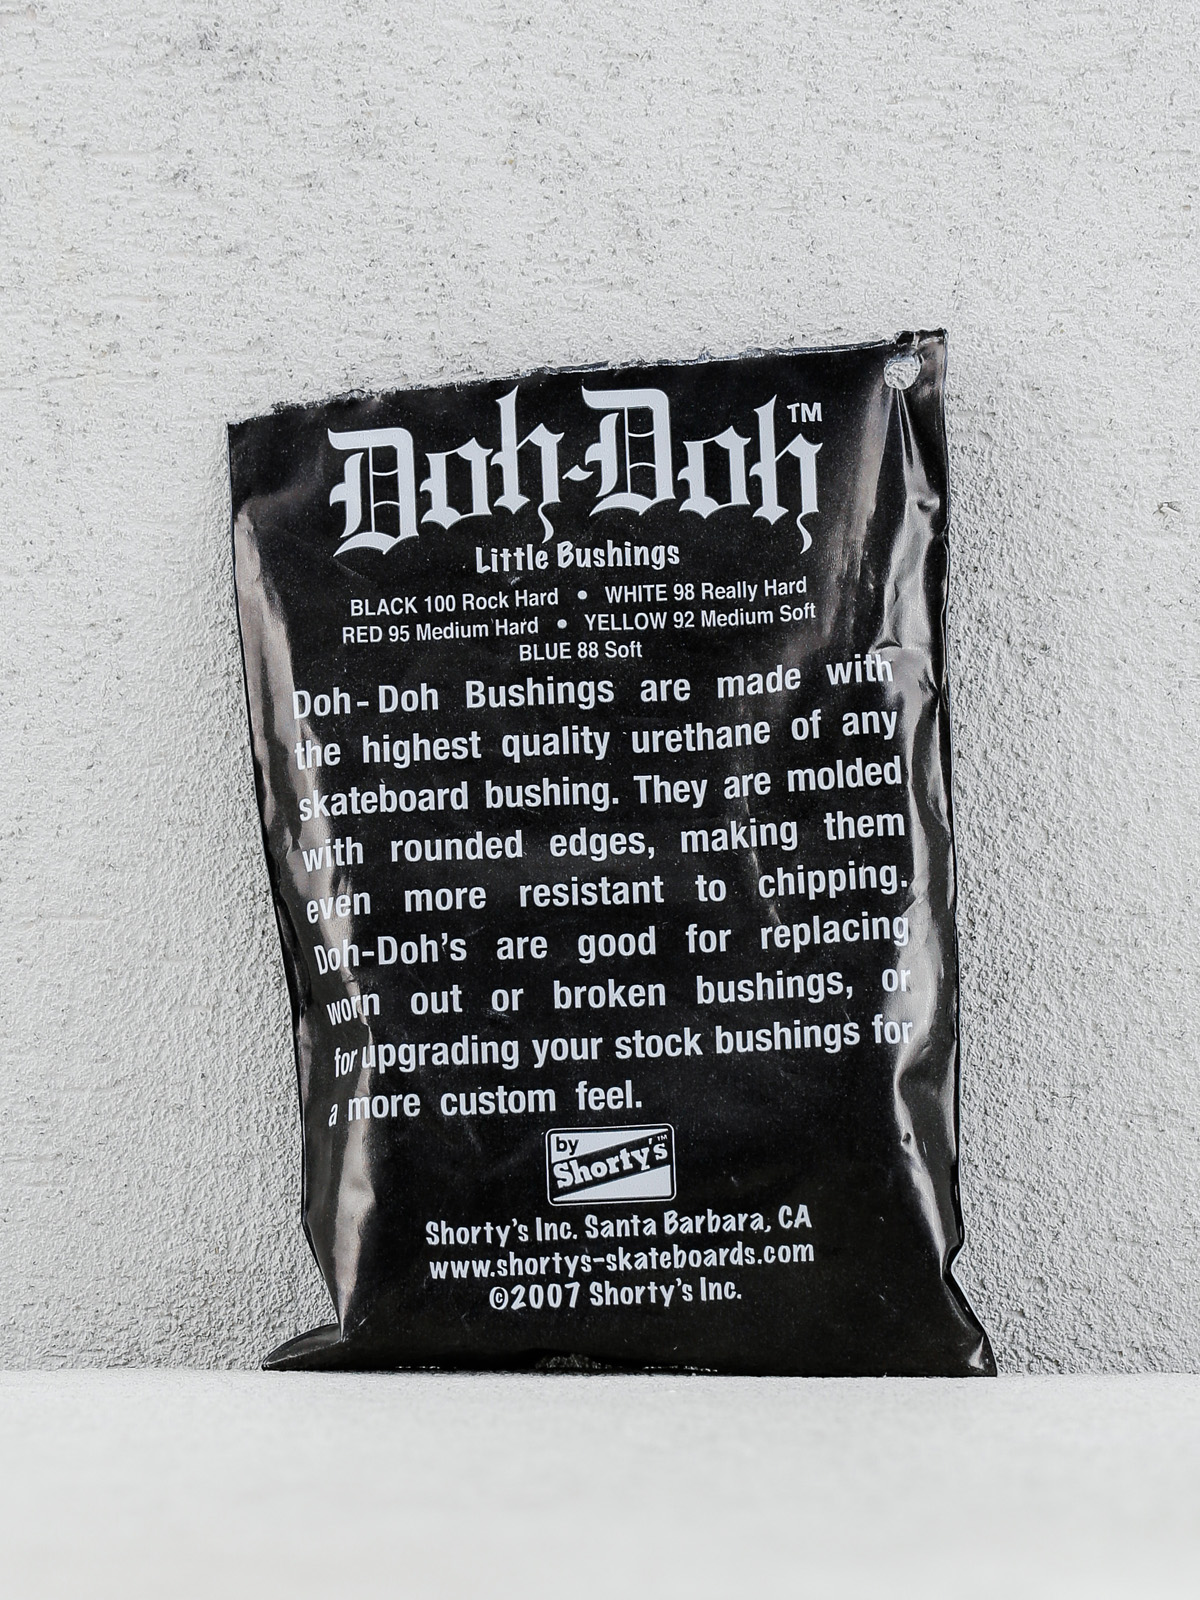 Doh-Doh™
Little Bushings
BLACK 100 Rock Hard • WHITE 98 Really Hard
RED 95 Medium Hard • YELLOW 92 Medium Soft
BLUE 88 Soft
Doh-Doh Bushings are made with
the highest quality urethane of any
skateboard bushing. They are molded
with rounded edges, making them
even more resistant to chipping.
Doh-Doh's are good for replacing
worn out or broken bushings, or
for upgrading your stock bushings for
a more custom feel.
by
Shorty's™
Shorty's Inc. Santa Barbara, CA
www.shortys-skateboards.com
©2007 Shorty's Inc.